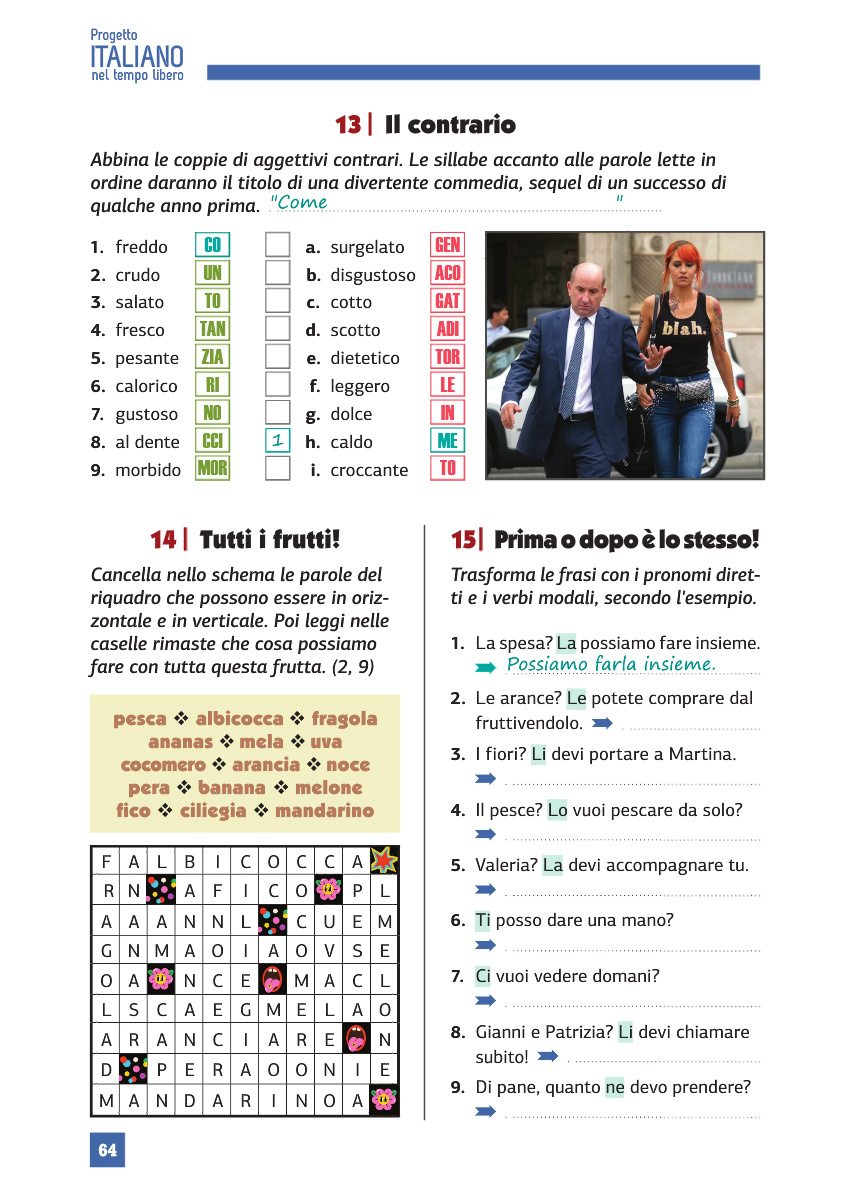 Progetto
ITALIANO
nel tempo libero
13| Il contrario
Abbina le coppie di aggettivi contrari. Le sillabe accanto alle parole lette in
ordine daranno il titolo di una divertente commedia, sequel di un successo di
qualche anno prima. "Come "
1. freddo CO a. surgelato GEN
2. crudo UN b. disgustoso ACO
3. salato TO c. cotto GAT
4. fresco TAN d. scotto ADI
5. pesante ZIA e. dietetico TOR
6. calorico RI f. leggero LE
7. gustoso NO g. dolce IN
8. al dente CCI 1 h. caldo ME
9. morbido MOR i. croccante TO
THINKTANK
blah.
14| Tutti i frutti!
Cancella nello schema le parole del
riquadro che possono essere in oriz-
zontale e in verticale. Poi leggi nelle
caselle rimaste che cosa possiamo
fare con tutta questa frutta. (2, 9)
pesca ❖ albicocca ❖ fragola
ananas ❖ mela ❖ uva
cocomero ❖ arancia ❖ noce
pera ❖ banana ❖ melone
fico ❖ ciliegia ❖ mandarino
F A L B I C O C C A
R N A F I C O P L
A A A N N L C U E M
G N M A O I A O V S E
O A N C E M A C L
L S C A E G M E L A O
A R A N C I A R E N
D P E R A O O N I E
M A N D A R I N O A
15| Prima o dopo è lo stesso!
Trasforma le frasi con i pronomi diret-
ti e i verbi modali, secondo l'esempio.
1. La spesa? La possiamo fare insieme.
Possiamo farla insieme.
2. Le arance? Le potete comprare dal
fruttivendolo.
3. I fiori? Li devi portare a Martina.
4. Il pesce? Lo vuoi pescare da solo?
5. Valeria? La devi accompagnare tu.
6. Ti posso dare una mano?
7. Ci vuoi vedere domani?
8. Gianni e Patrizia? Li devi chiamare
subito!
9. Di pane, quanto ne devo prendere?
64